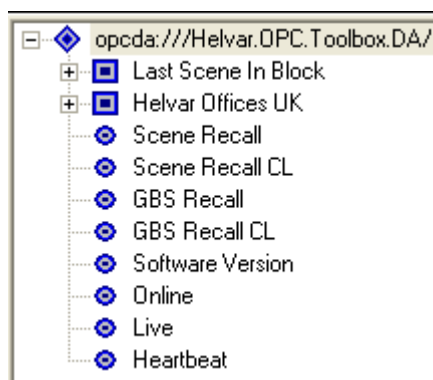 opcda:///Helvar.OPC.Toolbox.DA/
Last Scene In Block
Helvar Offices UK
Scene Recall
Scene Recall CL
GBS Recall
GBS Recall CL
Software Version
Online
Live
Heartbeat